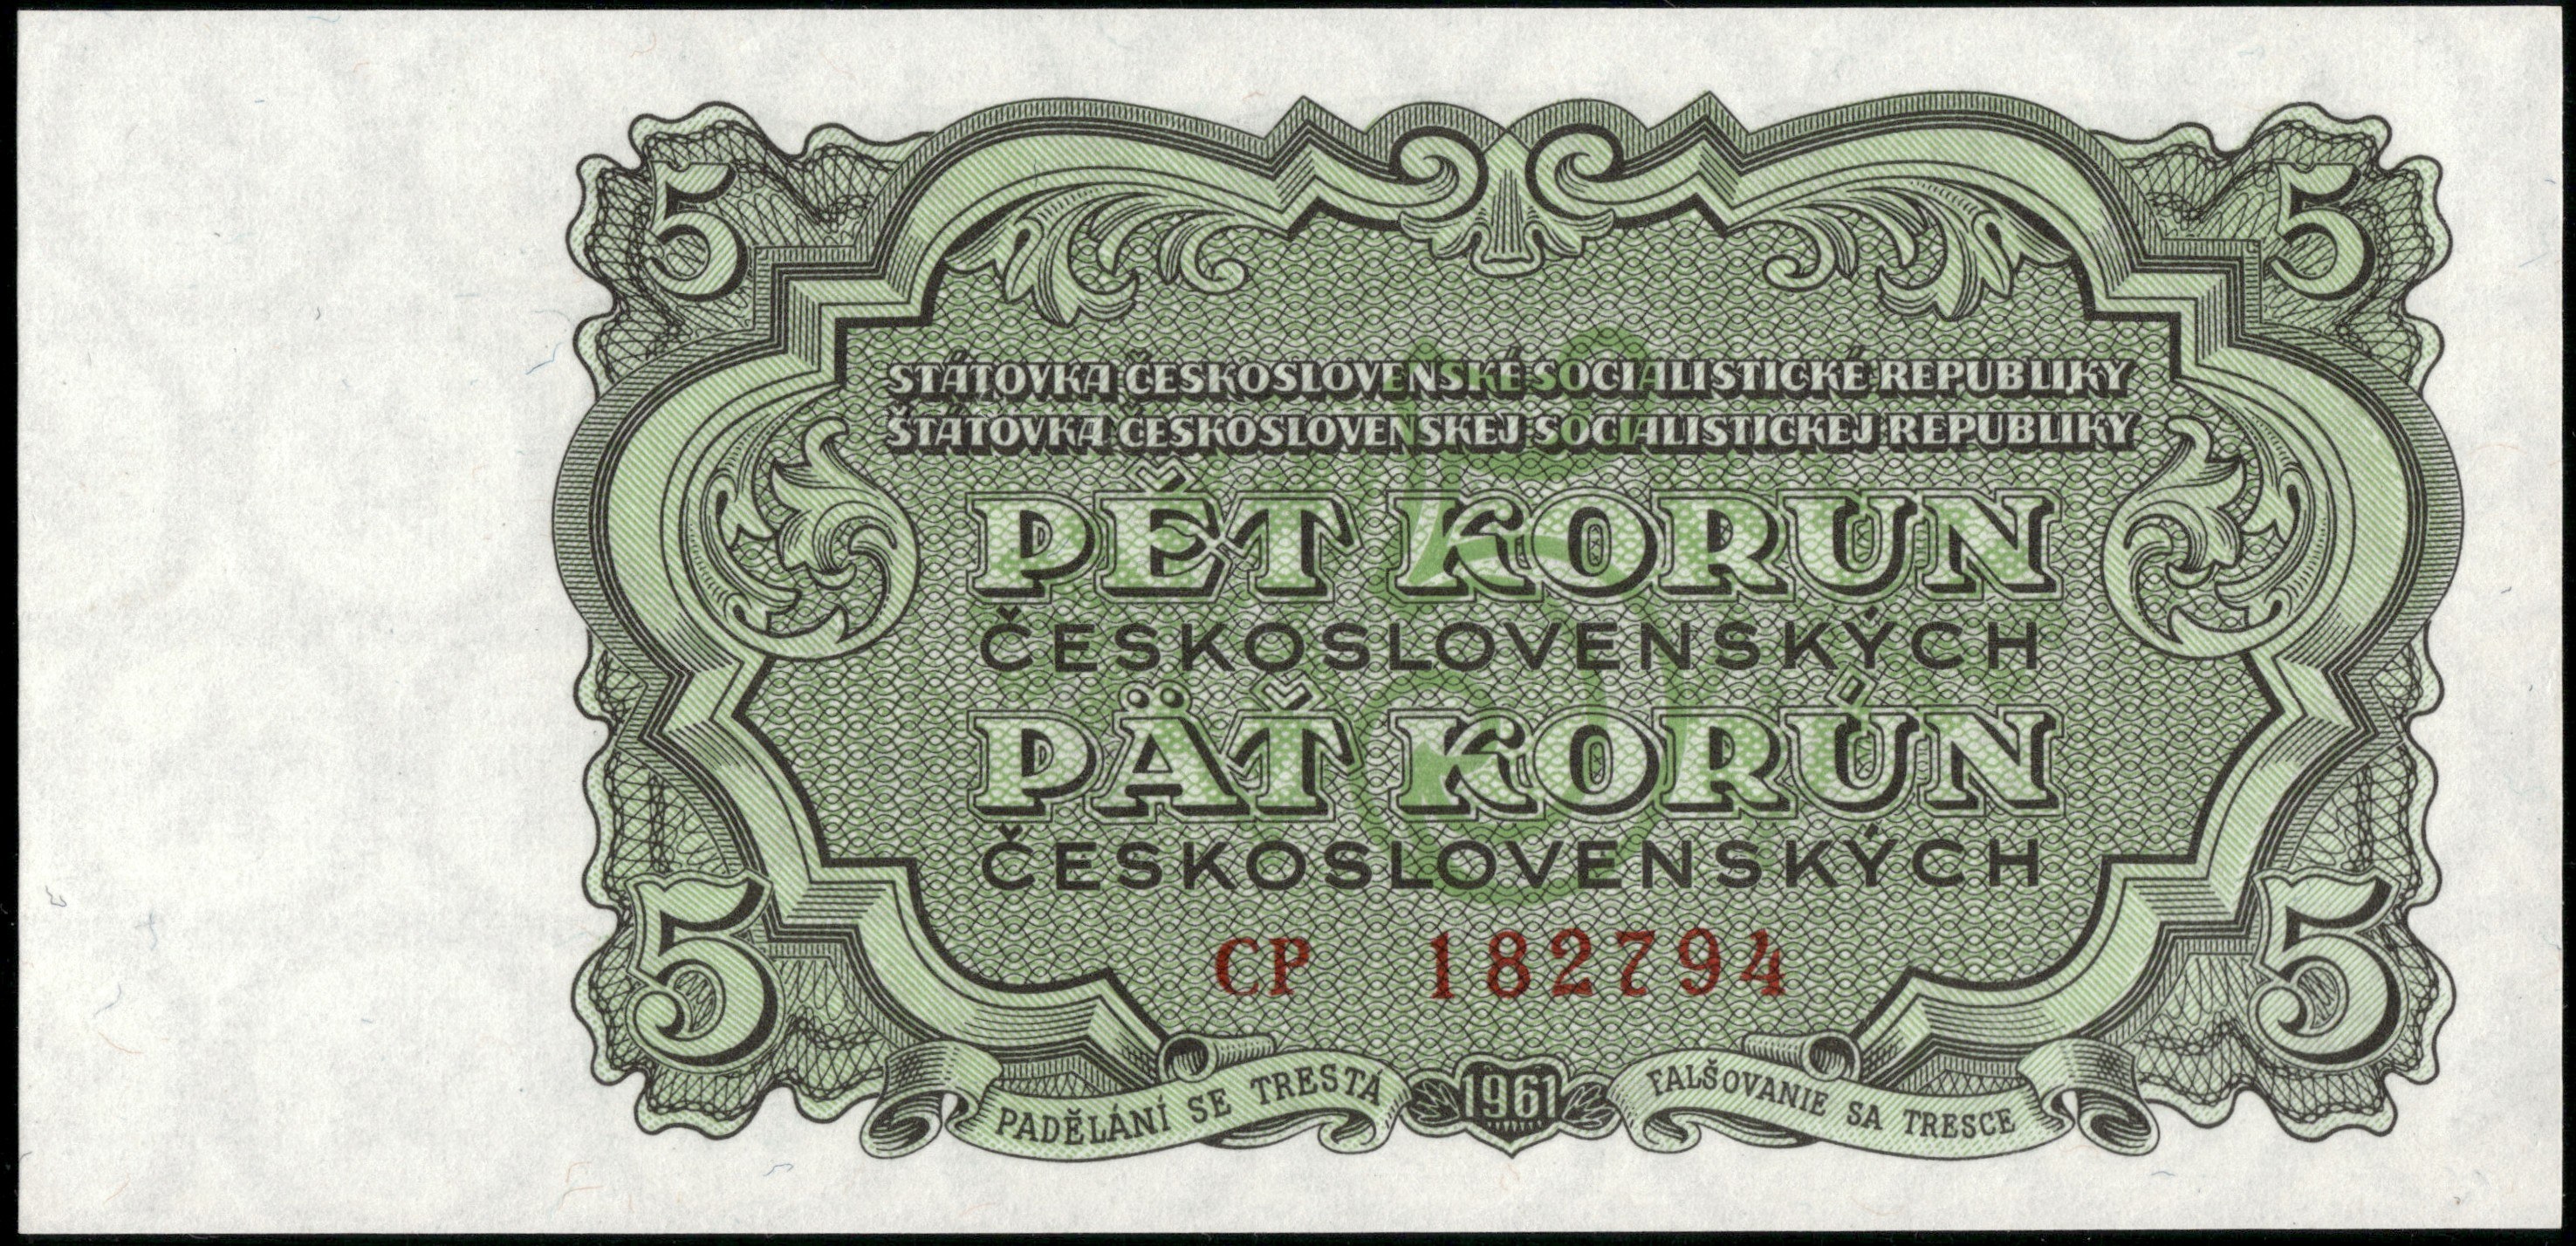 5 5
STÁTOVKA ČESKOSLOVENSKÉ SOCIALISTICKÉ REPUBLIKY
ŠTÁTOVKA ČESKOSLOVENSKEJ SOCIALISTICKEJ REPUBLIKY
PĚT KORUN
ČESKOSLOVENSKÝCH
PÄŤ KORÚN
ČESKOSLOVENSKÝCH
5 5
CP 182794
PADĚLÁNÍ SE TRESTÁ 1961 FALŠOVANIE SA TRESCE